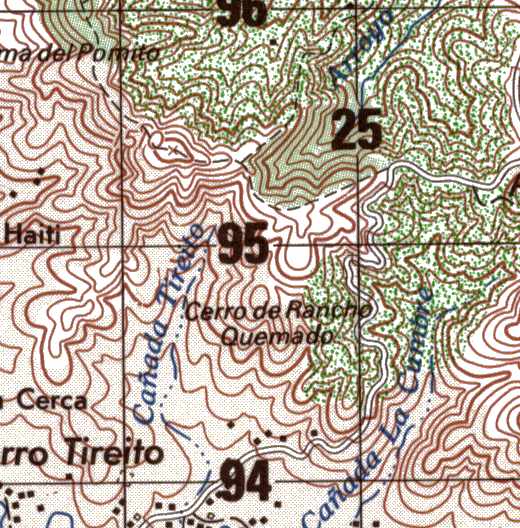 96
ma del Pomito
Arroyo
25
Haiti
95
Cañada Tireito
Cerro de Rancho
Quemado
Cañada La Cumbre
Cerca
rro Tireito
94